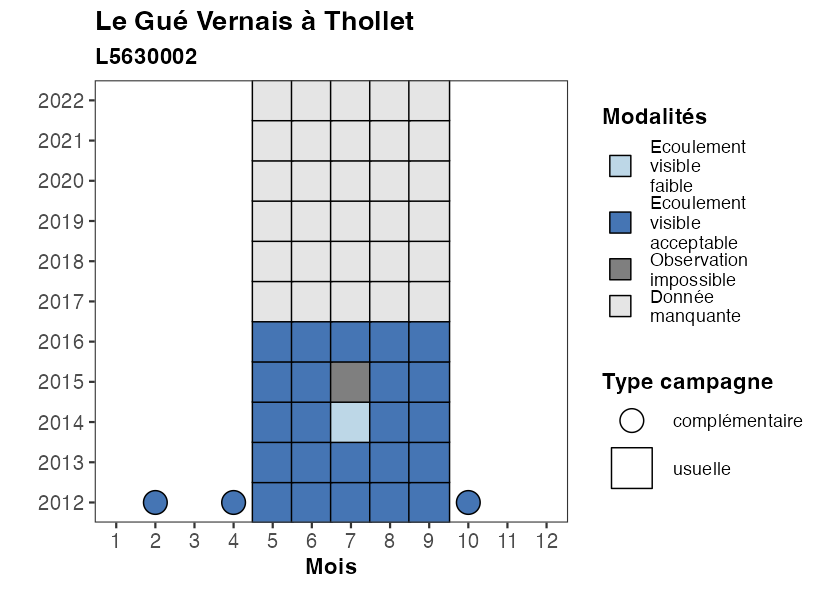 Le Gué Vernais à Thollet
L5630002
2022
2021
2020
2019
2018
2017
2016
2015
2014
2013
2012
1 2 3 4 5 6 7 8 9 10 11 12
Mois
Modalités
Ecoulement
visible
faible
Ecoulement
visible
acceptable
Observation
impossible
Donnée
manquante
Type campagne
complémentaire
usuelle